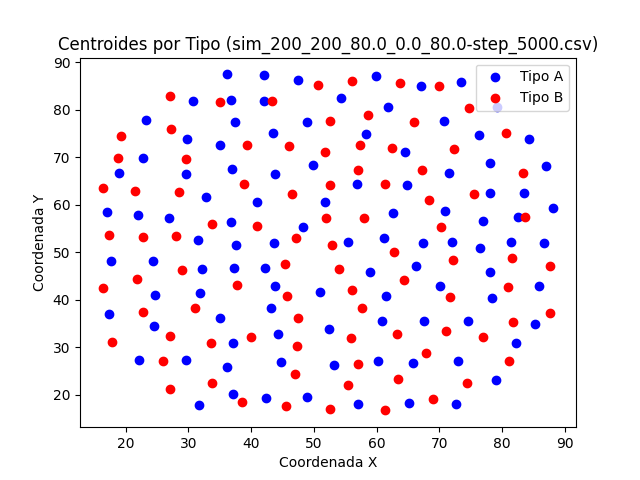 Centroides por Tipo (sim_200_200_80.0_0.0_80.0-step_5000.csv)
Tipo A
Tipo B
90
80
70
60
50
40
30
20
Coordenada Y
20 30 40 50 60 70 80 90
Coordenada X